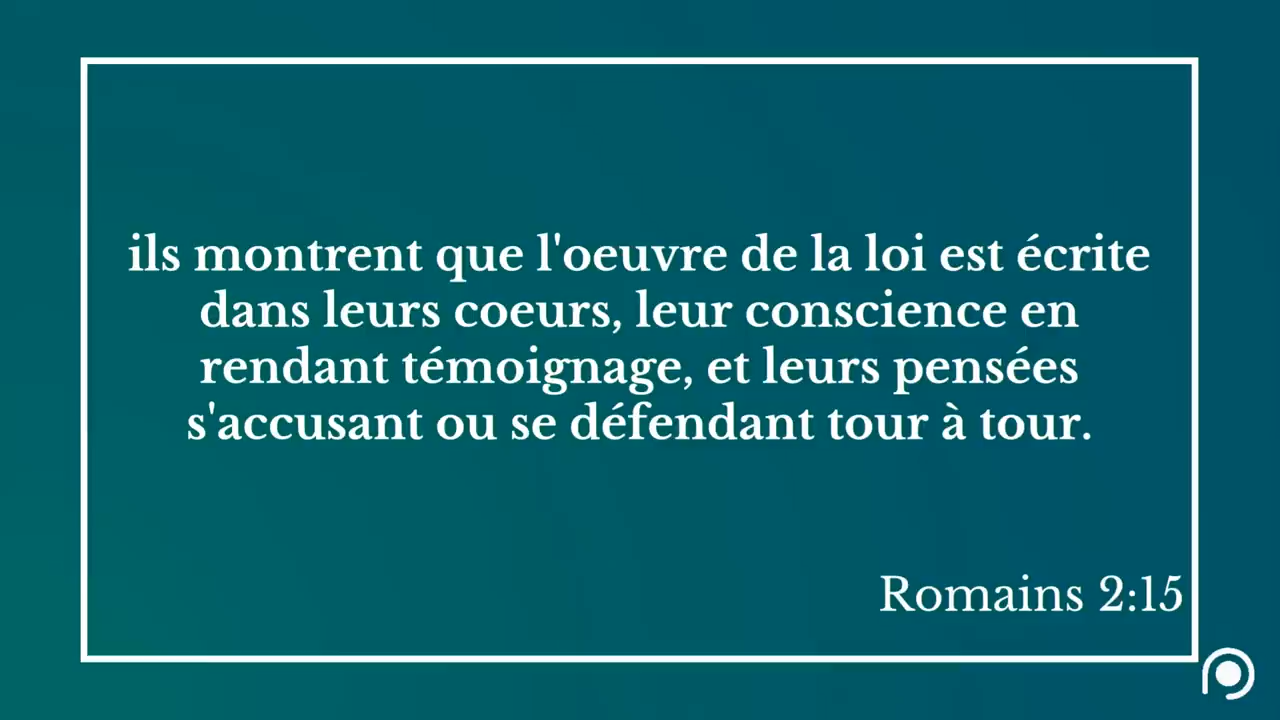 ils montrent que l'oeuvre de la loi est écrite
dans leurs coeurs, leur conscience en
rendant témoignage, et leurs pensées
s'accusant ou se défendant tour à tour.
Romains 2:15